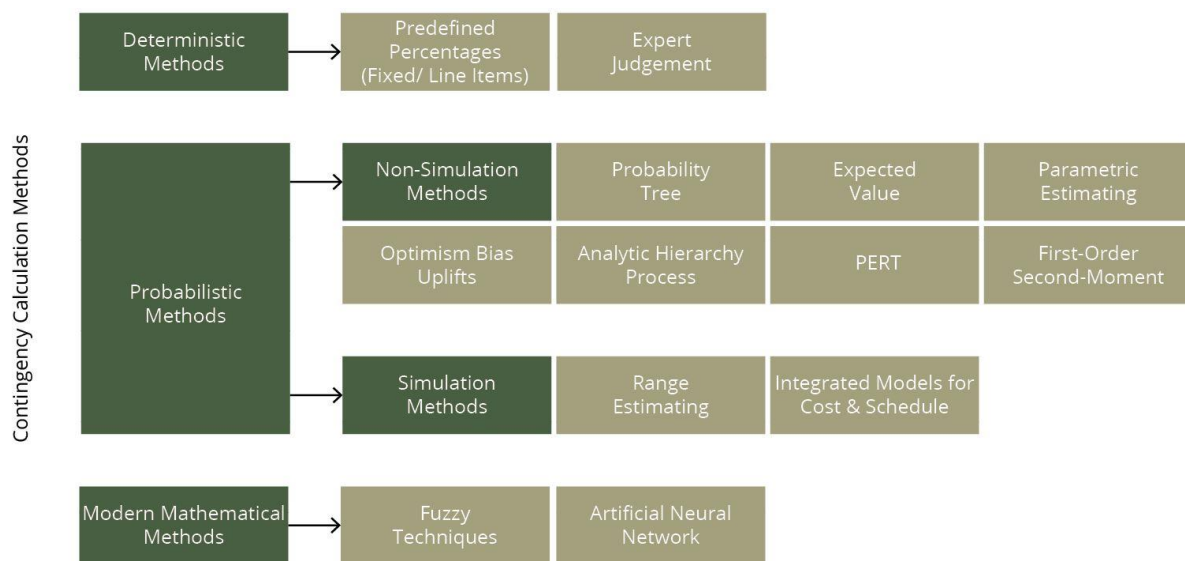 Contingency Calculation Methods
Deterministic
Methods
Predefined
Percentages
(Fixed/ Line Items)
Expert
Judgement
Probabilistic
Methods
Non-Simulation
Methods
Probability
Tree
Expected
Value
Parametric
Estimating
Optimism Bias
Uplifts
Analytic Hierarchy
Process
PERT
First-Order
Second-Moment
Simulation
Methods
Range
Estimating
Integrated Models for
Cost & Schedule
Modern Mathematical
Methods
Fuzzy
Techniques
Artificial Neural
Network